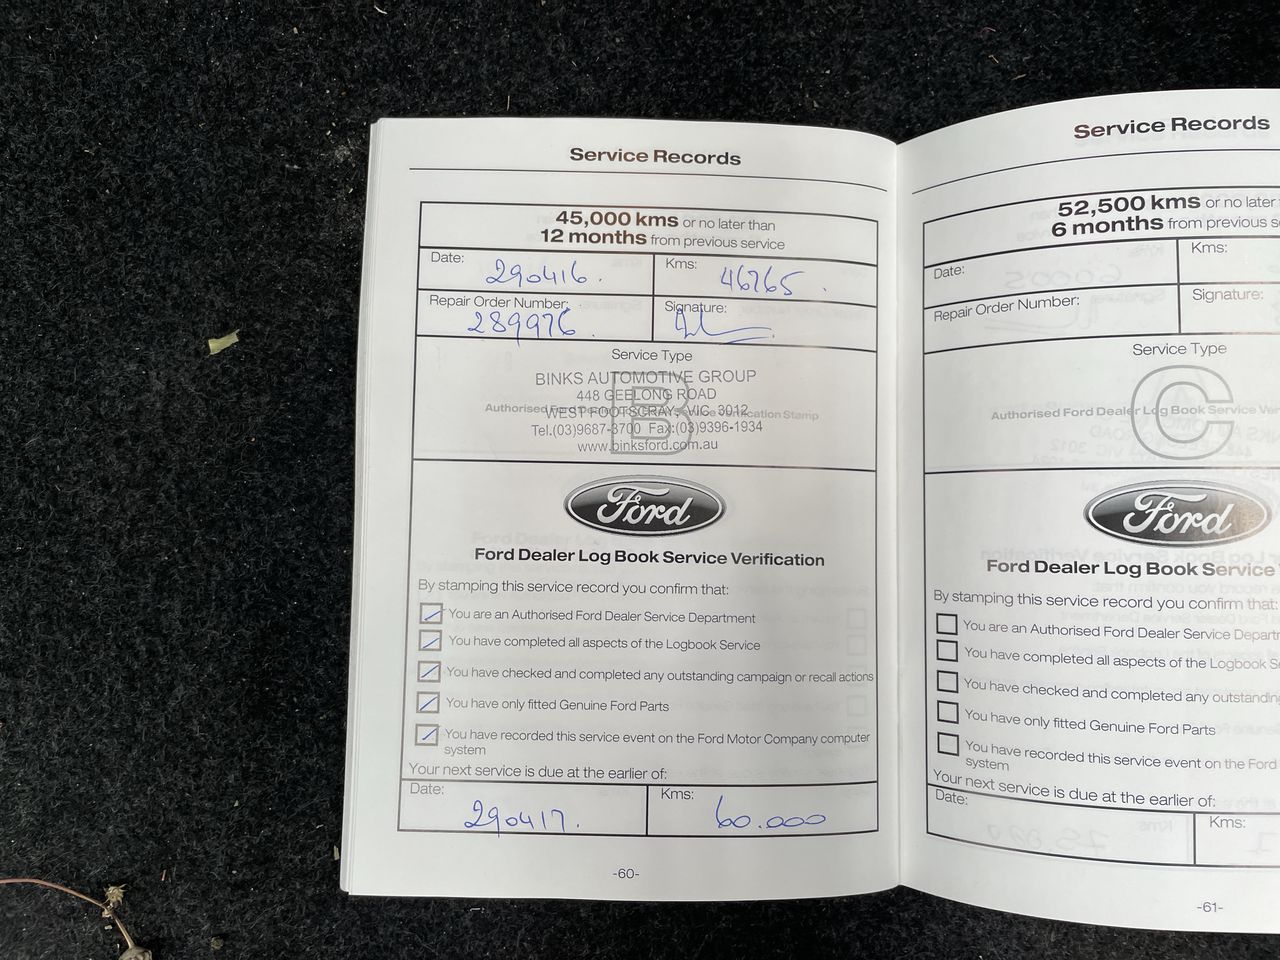 Service Records
45,000 kms or no later than
12 months from previous service
Date: 290416.
Kms: 46765.
Repair Order Number: 289976.
Signature:
Service Type
B
BINKS AUTOMOTIVE GROUP
448 GEELONG ROAD
Authorised Ford Dealer Log Book Service Verification Stamp
WEST FOOTSCRAY, VIC 3012
Tel.(03)9687-3700 Fax:(03)9396-1934
www.binksford.com.au
Ford
Ford Dealer Log Book Service Verification
By stamping this service record you confirm that:
You are an Authorised Ford Dealer Service Department
You have completed all aspects of the Logbook Service
You have checked and completed any outstanding campaign or recall actions
You have only fitted Genuine Ford Parts
You have recorded this service event on the Ford Motor Company computer
system
Your next service is due at the earlier of:
Date: 290417.
Kms: 60.000
-60-
Service Records
52,500 kms or no later
6 months from previous
Date:
Kms:
Repair Order Number:
Signature:
Service Type
C
Authorised Ford Dealer Log Book Service
Ford
Ford Dealer Log Book Service
By stamping this service record you confirm that:
You are an Authorised Ford Dealer Service
You have completed all aspects of the Logbook
You have checked and completed any outstanding
You have only fitted Genuine Ford Parts
You have recorded this service event on the Ford
system
Your next service is due at the earlier of:
Date:
Kms:
-61-